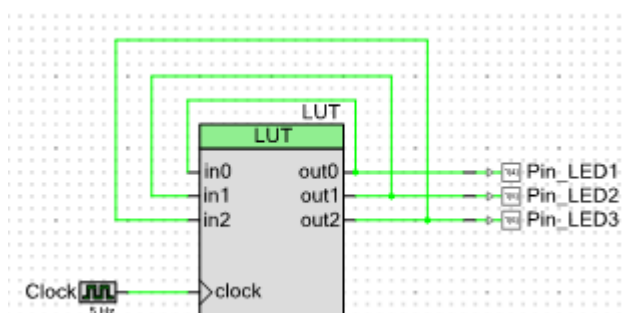 LUT
LUT
in0 out0 Pin_LED1
in1 out1 Pin_LED2
in2 out2 Pin_LED3
Clock clock
5 Hz